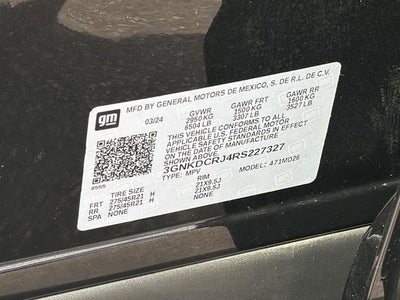 gm
MFD BY GENERAL MOTORS DE MEXICO, S. DE R.L. DE C.V.
03/24 GVWR GAWR FRT GAWR RR
2950 KG 1500 KG 1600 KG
6504 LB 3307 LB 3527 LB
THIS VEHICLE CONFORMS TO ALL
APPLICABLE U.S. FEDERAL MOTOR
VEHICLE SAFETY STANDARDS IN EFFECT
ON THE DATE OF MANUFACTURE SHOWN ABOVE.
3GNKDCRJ4RS227327
TYPE: MPV MODEL: 471MD26
#555
TIRE SIZE RIM
FRT 275/45R21 H 21X9.5J
RR 275/45R21 H 21X9.5J
SPA NONE NONE